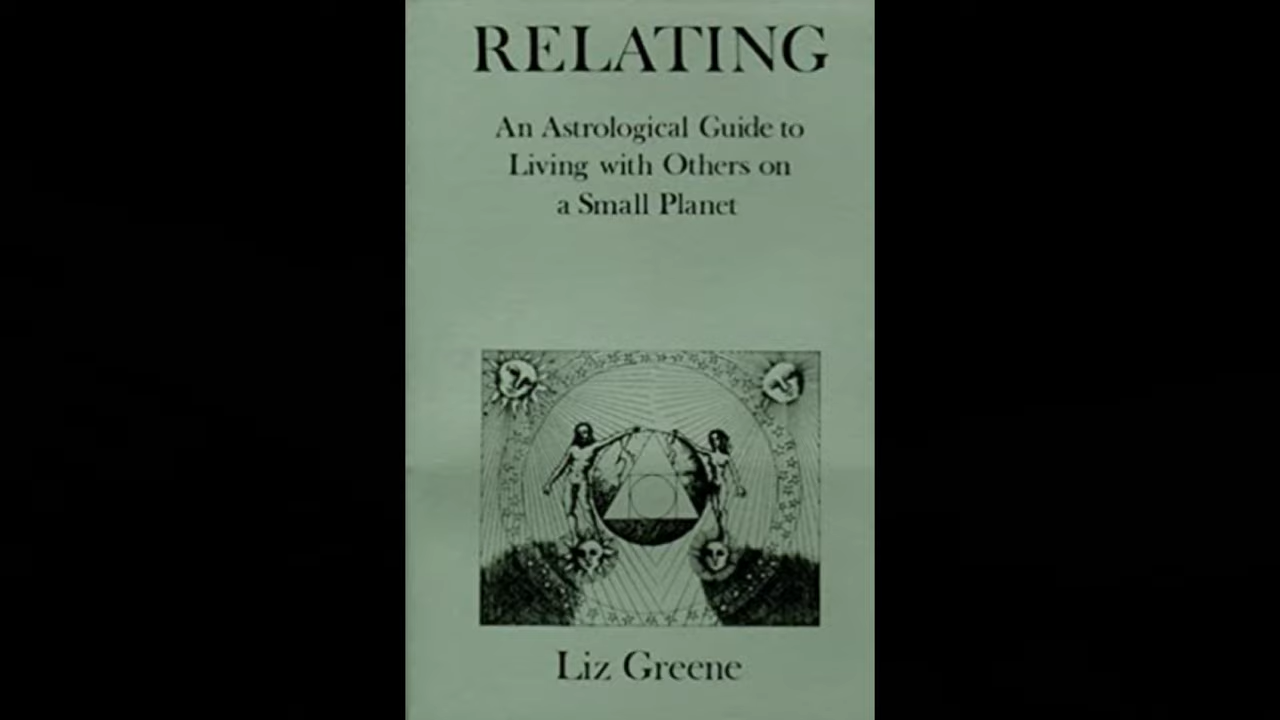 RELATING
An Astrological Guide to
Living with Others on
a Small Planet
Liz Greene